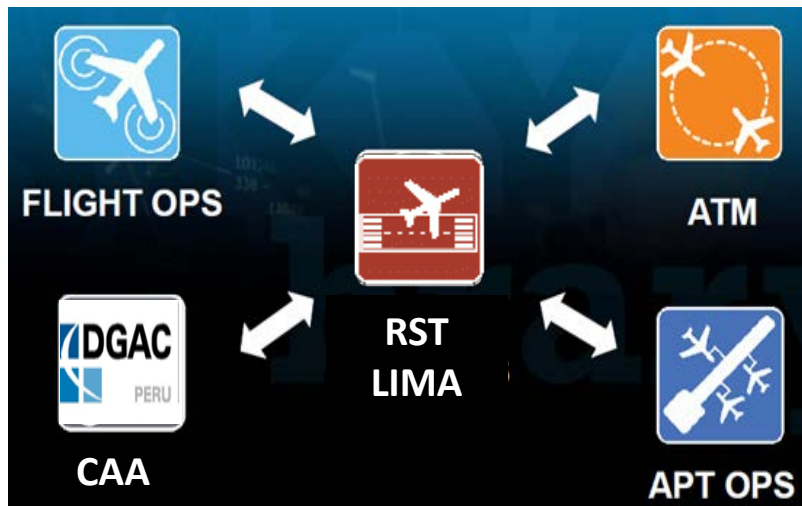 FLIGHT OPS
ATM
RST
LIMA
DGAC
PERU
CAA
APT OPS